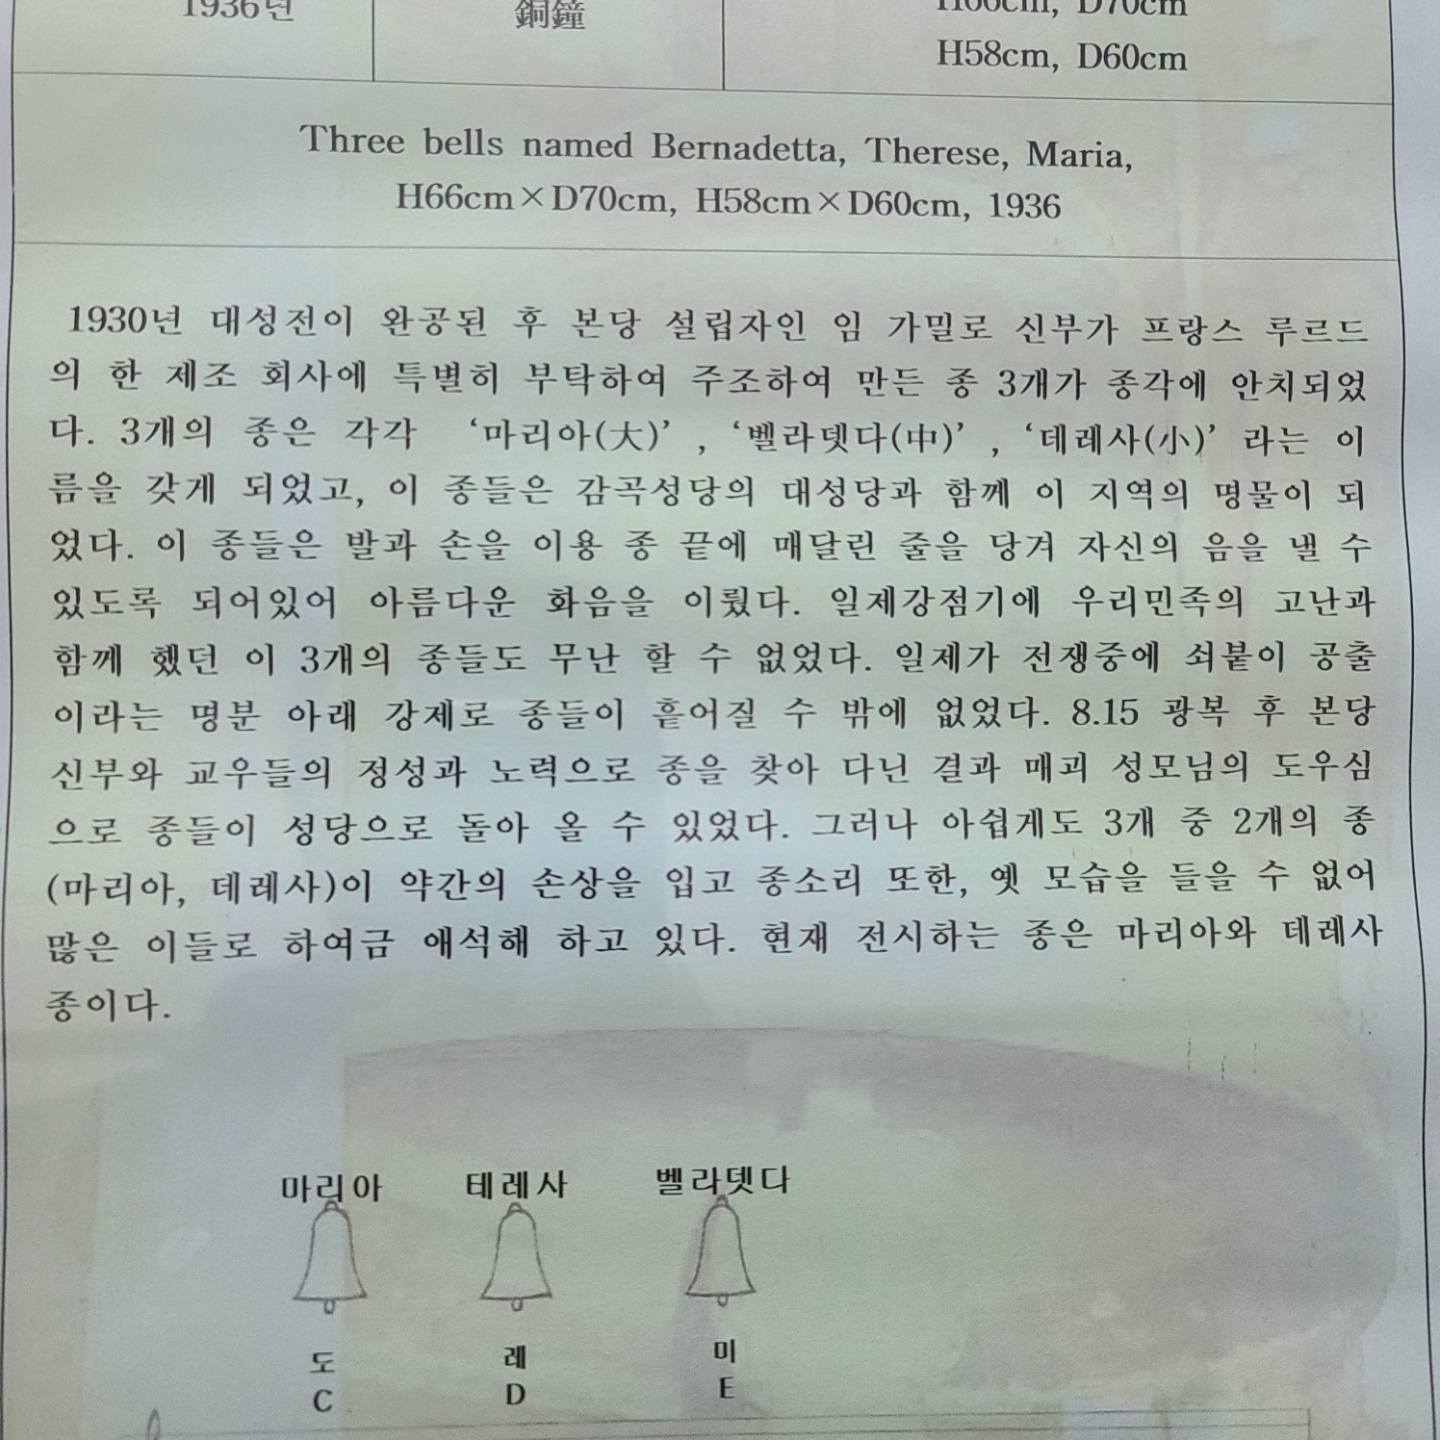 1936년 銅鐘 H66cm, D70cm
H58cm, D60cm
Three bells named Bernadetta, Therese, Maria,
H66cm×D70cm, H58cm×D60cm, 1936
1930년 대성전이 완공된 후 본당 설립자인 임 가밀로 신부가 프랑스 루르드
의 한 제조 회사에 특별히 부탁하여 주조하여 만든 종 3개가 종각에 안치되었
다. 3개의 종은 각각 ‘마리아(大)’ , ‘벨라뎃다(中)’ , ‘데레사(小)’ 라는 이
름을 갖게 되었고, 이 종들은 감곡성당의 대성당과 함께 이 지역의 명물이 되
었다. 이 종들은 발과 손을 이용 종 끝에 매달린 줄을 당겨 자신의 음을 낼 수
있도록 되어있어 아름다운 화음을 이뤘다. 일제강점기에 우리민족의 고난과
함께 했던 이 3개의 종들도 무난 할 수 없었다. 일제가 전쟁중에 쇠붙이 공출
이라는 명분 아래 강제로 종들이 흩어질 수 밖에 없었다. 8.15 광복 후 본당
신부와 교우들의 정성과 노력으로 종을 찾아 다닌 결과 매괴 성모님의 도우심
으로 종들이 성당으로 돌아 올 수 있었다. 그러나 아쉽게도 3개 중 2개의 종
(마리아, 데레사)이 약간의 손상을 입고 종소리 또한, 옛 모습을 들을 수 없어
많은 이들로 하여금 애석해 하고 있다. 현재 전시하는 종은 마리아와 데레사
종이다.
마리아 테레사 벨라뎃다
도 레 미
C D E